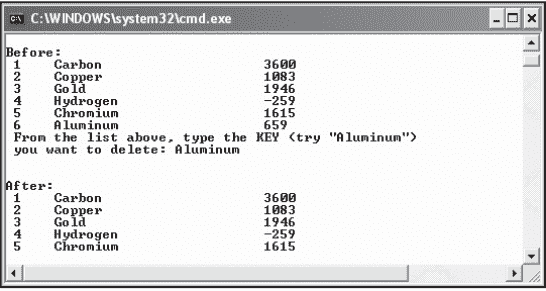 C:\WINDOWS\system32\cmd.exe
Before:
1 Carbon 3600
2 Copper 1083
3 Gold 1946
4 Hydrogen -259
5 Chromium 1615
6 Aluminum 659
From the list above, type the KEY (try "Aluminum")
you want to delete: Aluminum
After:
1 Carbon 3600
2 Copper 1083
3 Gold 1946
4 Hydrogen -259
5 Chromium 1615